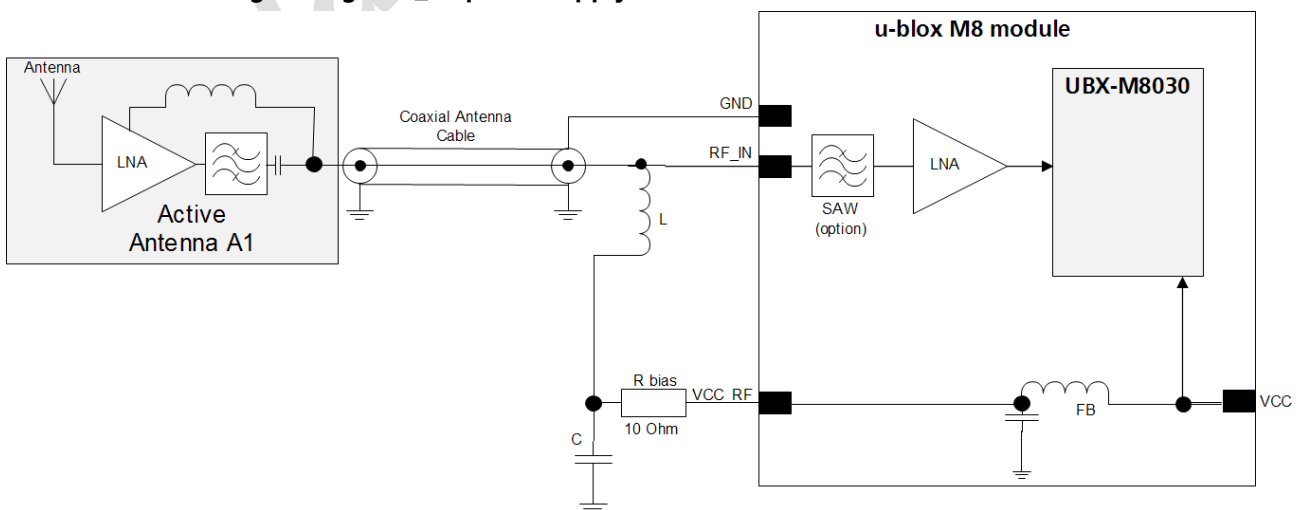 u-blox M8 module
Antenna
UBX-M8030
GND
Coaxial Antenna
Cable
RF_IN
LNA
LNA
SAW
(option)
Active
Antenna A1
L
R bias
VCC_RF
VCC
FB
10 Ohm
C